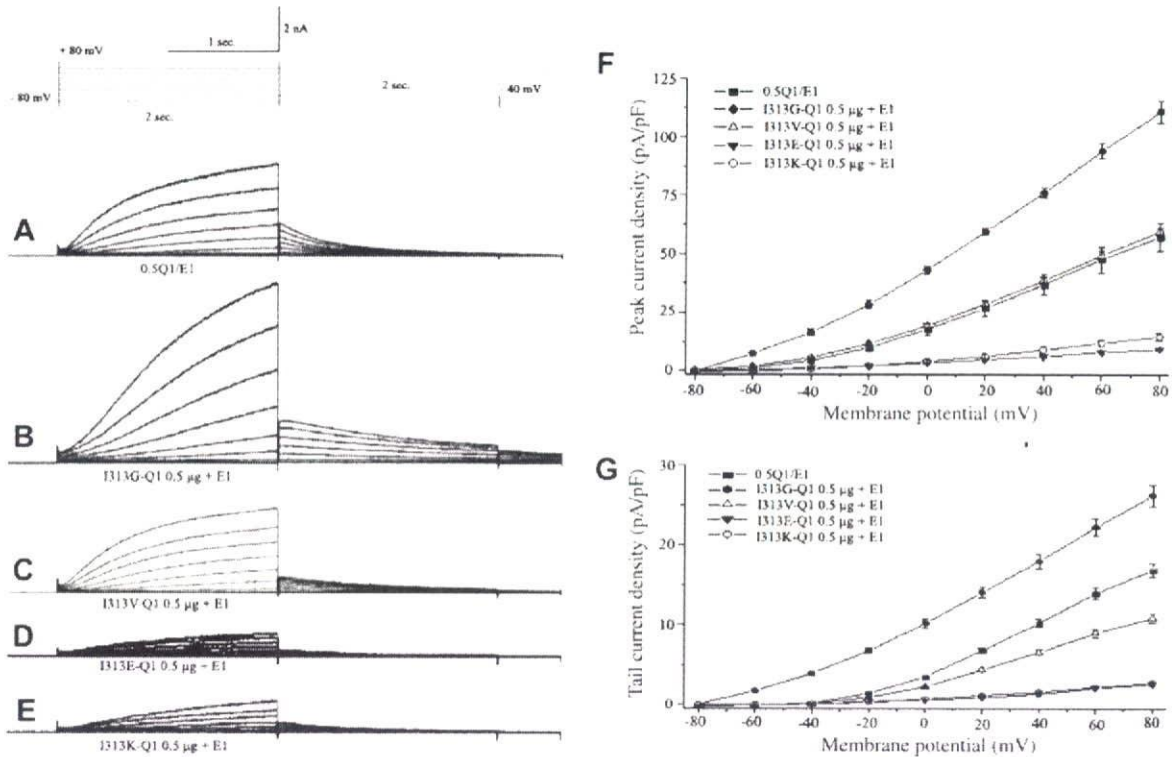 2 nA
1 sec.
+ 80 mV
- 80 mV
2 sec.
2 sec.
- 40 mV
A
0.5Q1/E1
B
I313G-Q1 0.5 µg + E1
C
I313V-Q1 0.5 µg + E1
D
I313E-Q1 0.5 µg + E1
E
I313K-Q1 0.5 µg + E1
F
125
100
75
50
25
0
Peak current density (pA/pF)
0.5Q1/E1
I313G-Q1 0.5 µg + E1
I313V-Q1 0.5 µg + E1
I313E-Q1 0.5 µg + E1
I313K-Q1 0.5 µg + E1
-80 -60 -40 -20 0 20 40 60 80
Membrane potential (mV)
G
30
20
10
0
Tail current density (pA/pF)
0.5Q1/E1
I313G-Q1 0.5 µg + E1
I313V-Q1 0.5 µg + E1
I313E-Q1 0.5 µg + E1
I313K-Q1 0.5 µg + E1
-80 -60 -40 -20 0 20 40 60 80
Membrane potential (mV)